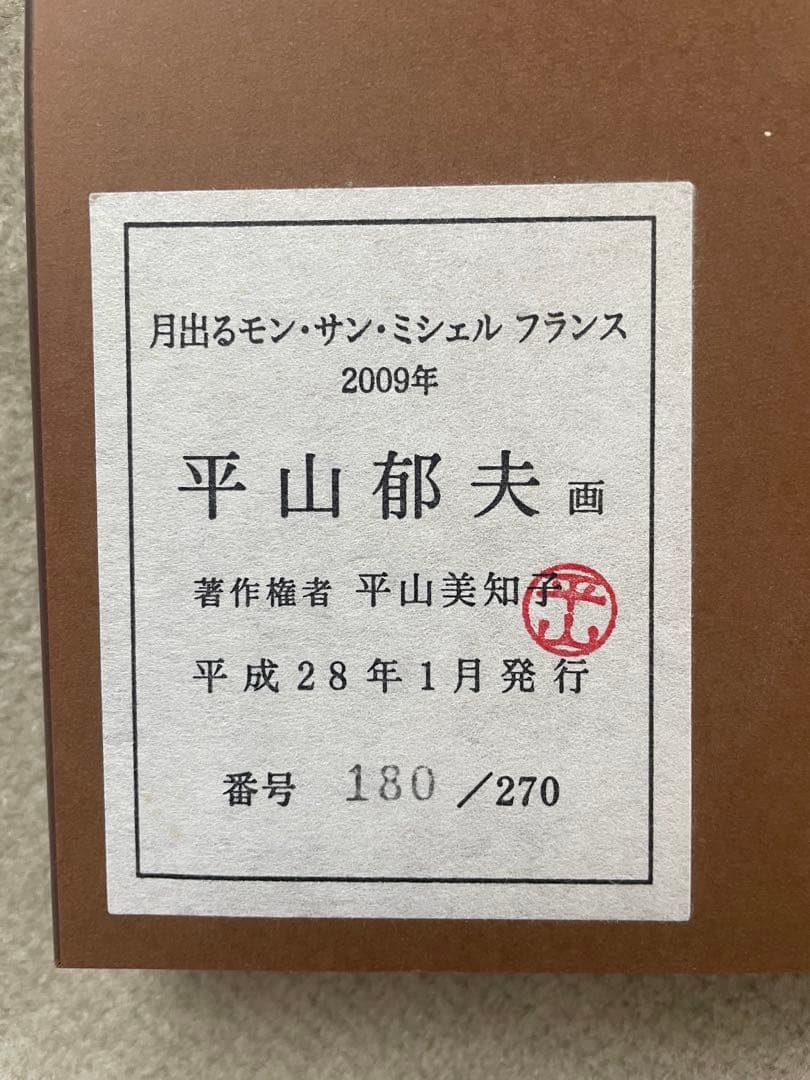 月出るモン・サン・ミシェル フランス
2009年
平山郁夫 画
著作権者 平山美知子
平山
平成28年1月発行
番号 180 /270